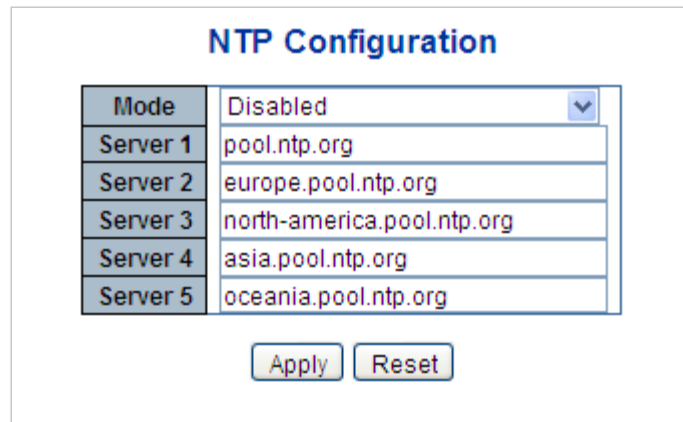 NTP Configuration
Mode Disabled
Server 1 pool.ntp.org
Server 2 europe.pool.ntp.org
Server 3 north-america.pool.ntp.org
Server 4 asia.pool.ntp.org
Server 5 oceania.pool.ntp.org
Apply Reset